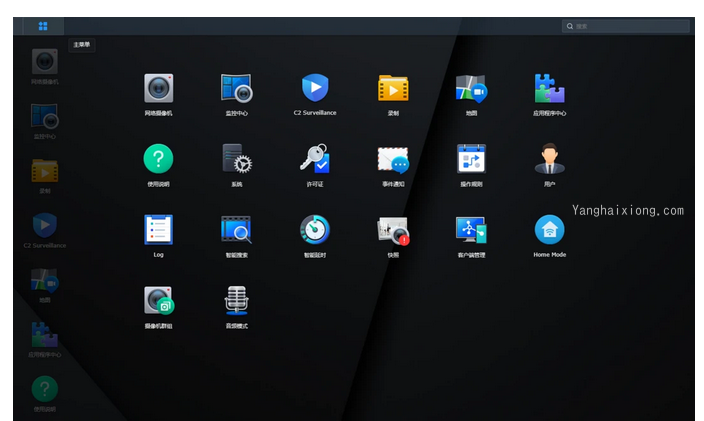 搜索
主菜单
网络摄像机
监控中心
录制
C2 Surveillance
地图
应用程序中心
使用说明
网络摄像机
监控中心
C2 Surveillance
录制
地图
应用程序中心
使用说明
系统
许可证
事件通知
操作规则
用户
Yanghaixiong.com
Log
智能搜索
智能延时
快照
客户端管理
Home Mode
摄像机群组
音频模式